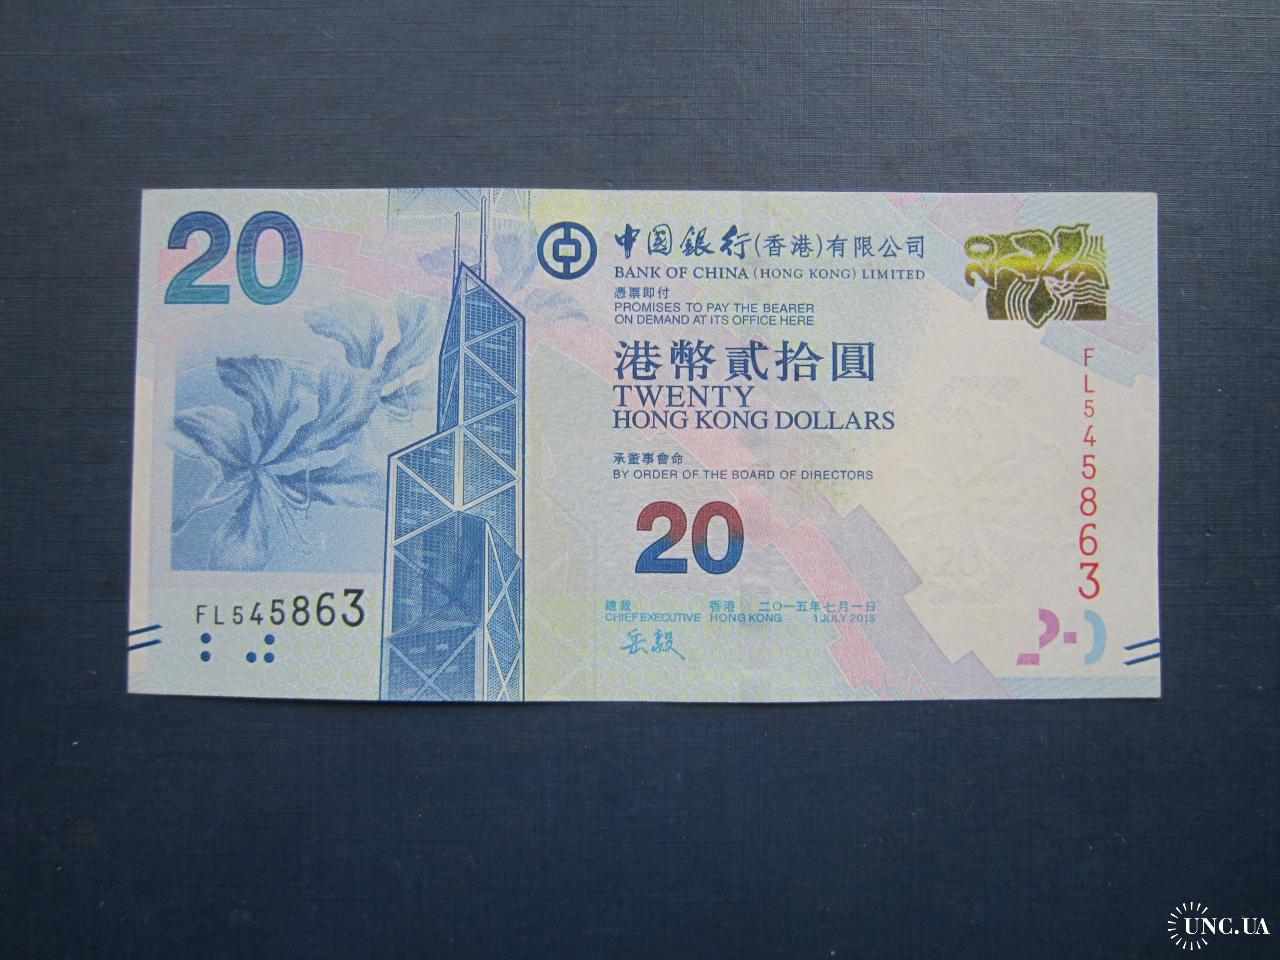 20
中国銀行(香港)有限公司
BANK OF CHINA (HONG KONG) LIMITED
憑票即付
PROMISES TO PAY THE BEARER
ON DEMAND AT ITS OFFICE HERE
20
港幣貳拾圓
TWENTY
HONG KONG DOLLARS
承董事會命
BY ORDER OF THE BOARD OF DIRECTORS
20
總裁 香港 二〇一五年七月一日
CHIEF EXECUTIVE HONG KONG 1 JULY 2015
岳毅
FL545863
FL545863
UNC.UA